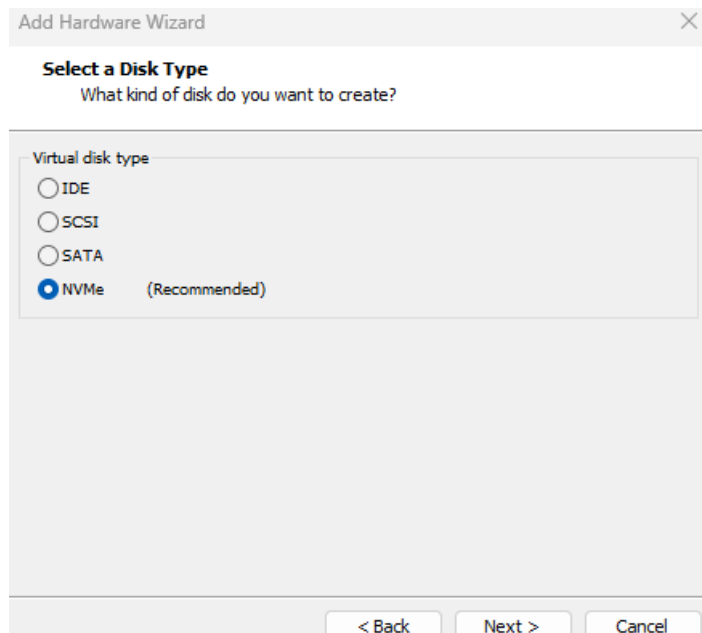 Add Hardware Wizard
Select a Disk Type
What kind of disk do you want to create?
Virtual disk type
IDE
SCSI
SATA
NVMe (Recommended)
< Back Next > Cancel